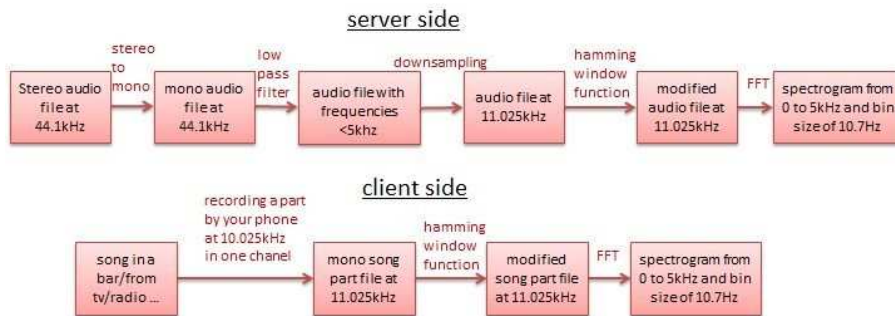 server side
stereo
to
mono
low
pass
filter
downsampling
hamming
window
function
FFT
Stereo audio
file at
44.1kHz
mono audio
file at
44.1kHz
audio file with
frequencies
<5khz
audio file at
11.025kHz
modified
audio file at
11.025kHz
spectrogram from
0 to 5kHz and bin
size of 10.7Hz
client side
recording a part
by your phone
at 10.025kHz
in one chanel
hamming
window
function
FFT
song in a
bar/from
tv/radio ...
mono song
part file at
11.025kHz
modified
song part file
at 11.025kHz
spectrogram from
0 to 5kHz and bin
size of 10.7Hz